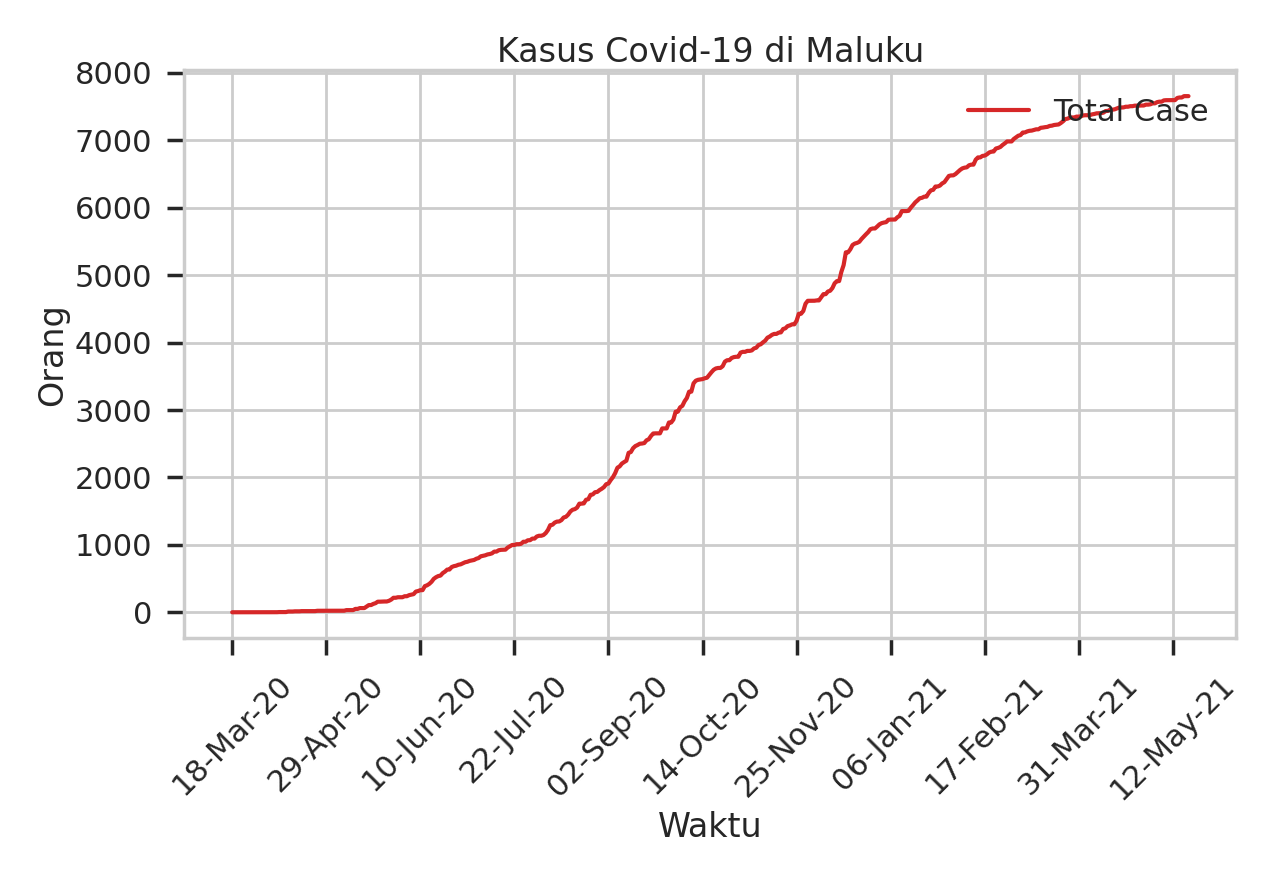 Kasus Covid-19 di Maluku
Total Case
Orang
8000
7000
6000
5000
4000
3000
2000
1000
0
18-Mar-20
29-Apr-20
10-Jun-20
22-Jul-20
02-Sep-20
14-Oct-20
25-Nov-20
06-Jan-21
17-Feb-21
31-Mar-21
12-May-21
Waktu